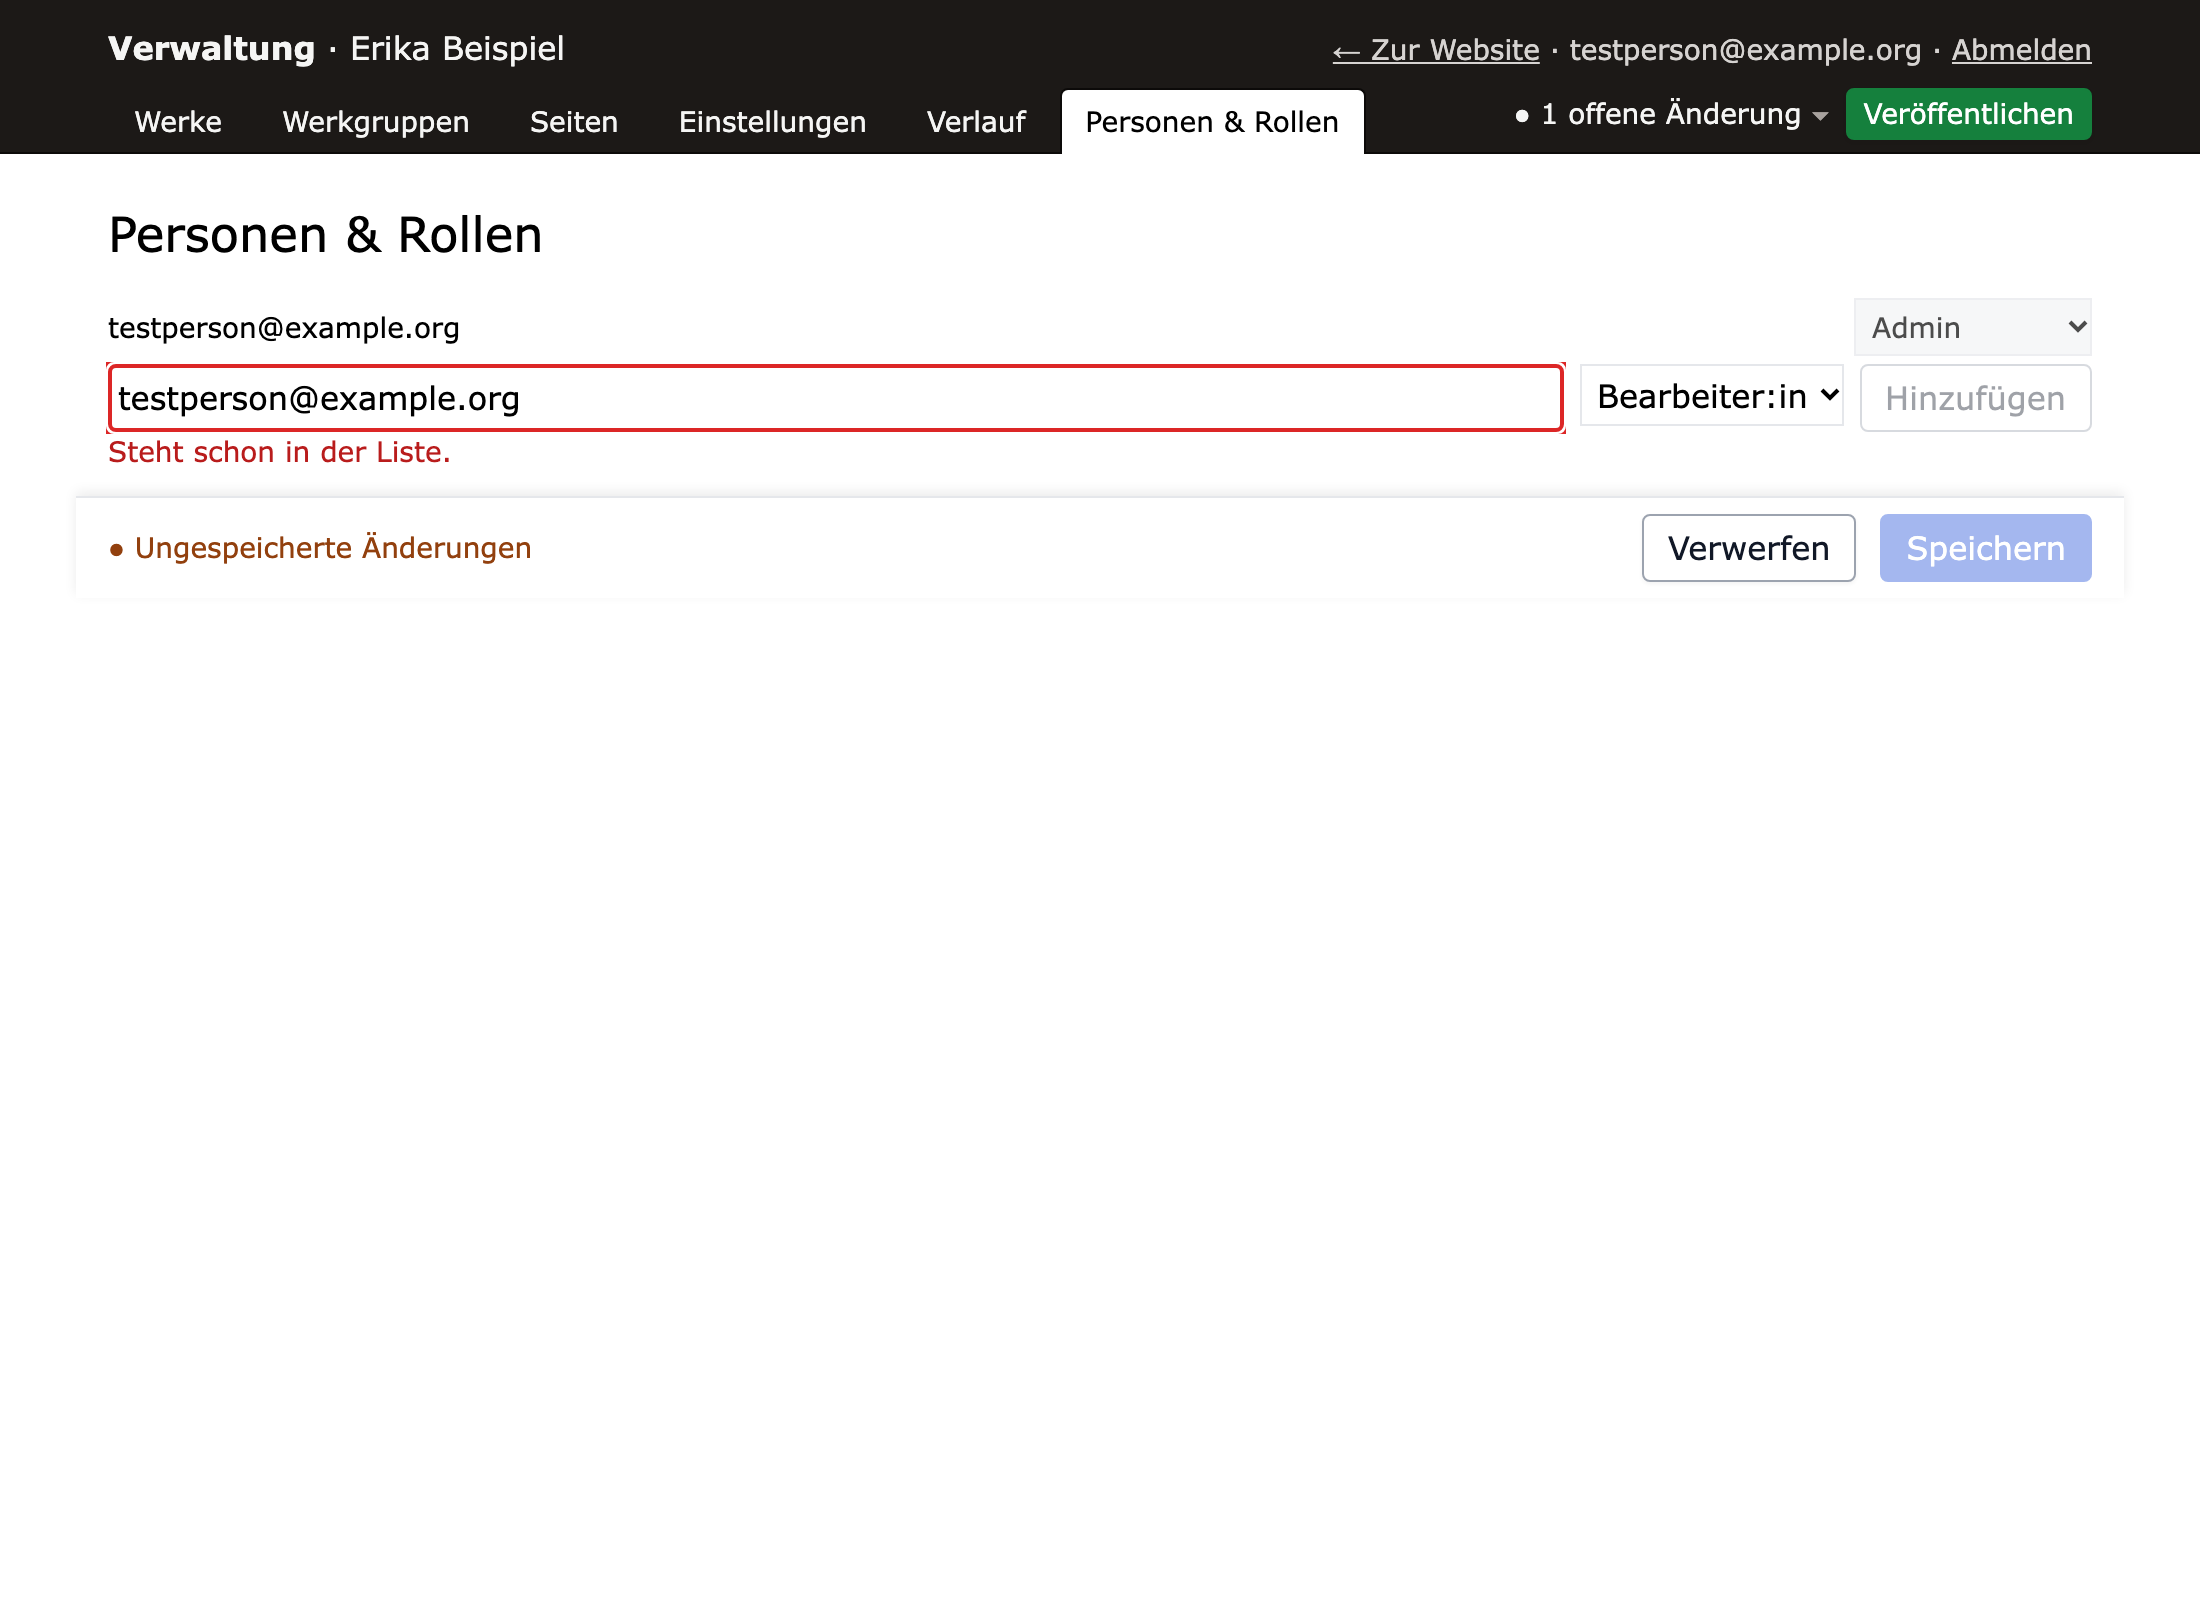 Verwaltung · Erika Beispiel
← Zur Website · testperson@example.org · Abmelden
Werke Werkgruppen Seiten Einstellungen Verlauf Personen & Rollen
● 1 offene Änderung Veröffentlichen
Personen & Rollen
testperson@example.org Admin
testperson@example.org Bearbeiter:in Hinzufügen
Steht schon in der Liste.
● Ungespeicherte Änderungen Verwerfen Speichern